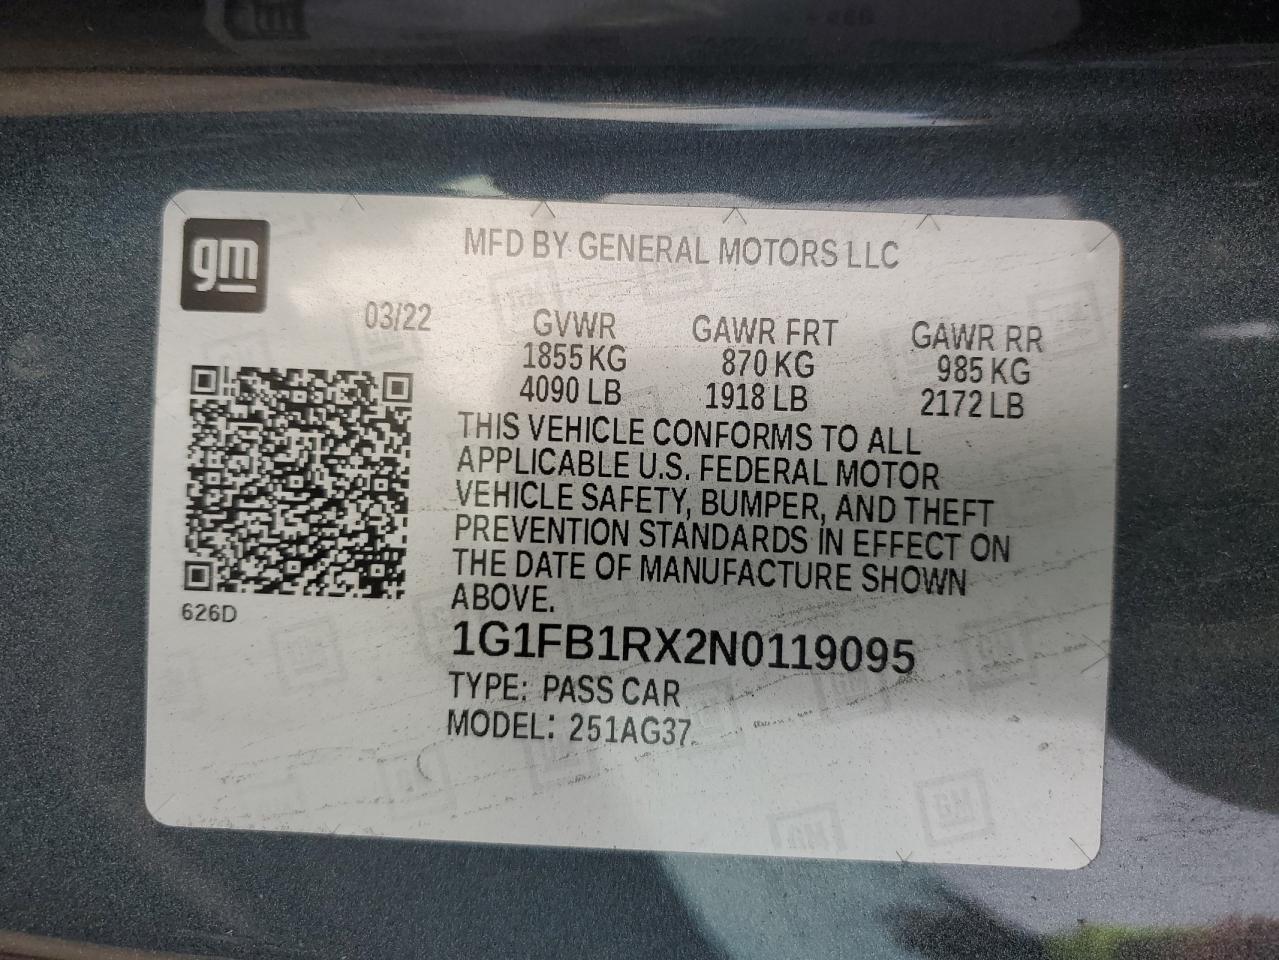 gm
MFD BY GENERAL MOTORS LLC
03/22
GVWR GAWR FRT GAWR RR
1855 KG 870 KG 985 KG
4090 LB 1918 LB 2172 LB
THIS VEHICLE CONFORMS TO ALL
APPLICABLE U.S. FEDERAL MOTOR
VEHICLE SAFETY, BUMPER, AND THEFT
PREVENTION STANDARDS IN EFFECT ON
THE DATE OF MANUFACTURE SHOWN
ABOVE.
626D
1G1FB1RX2N0119095
TYPE: PASS CAR
MODEL: 251AG37